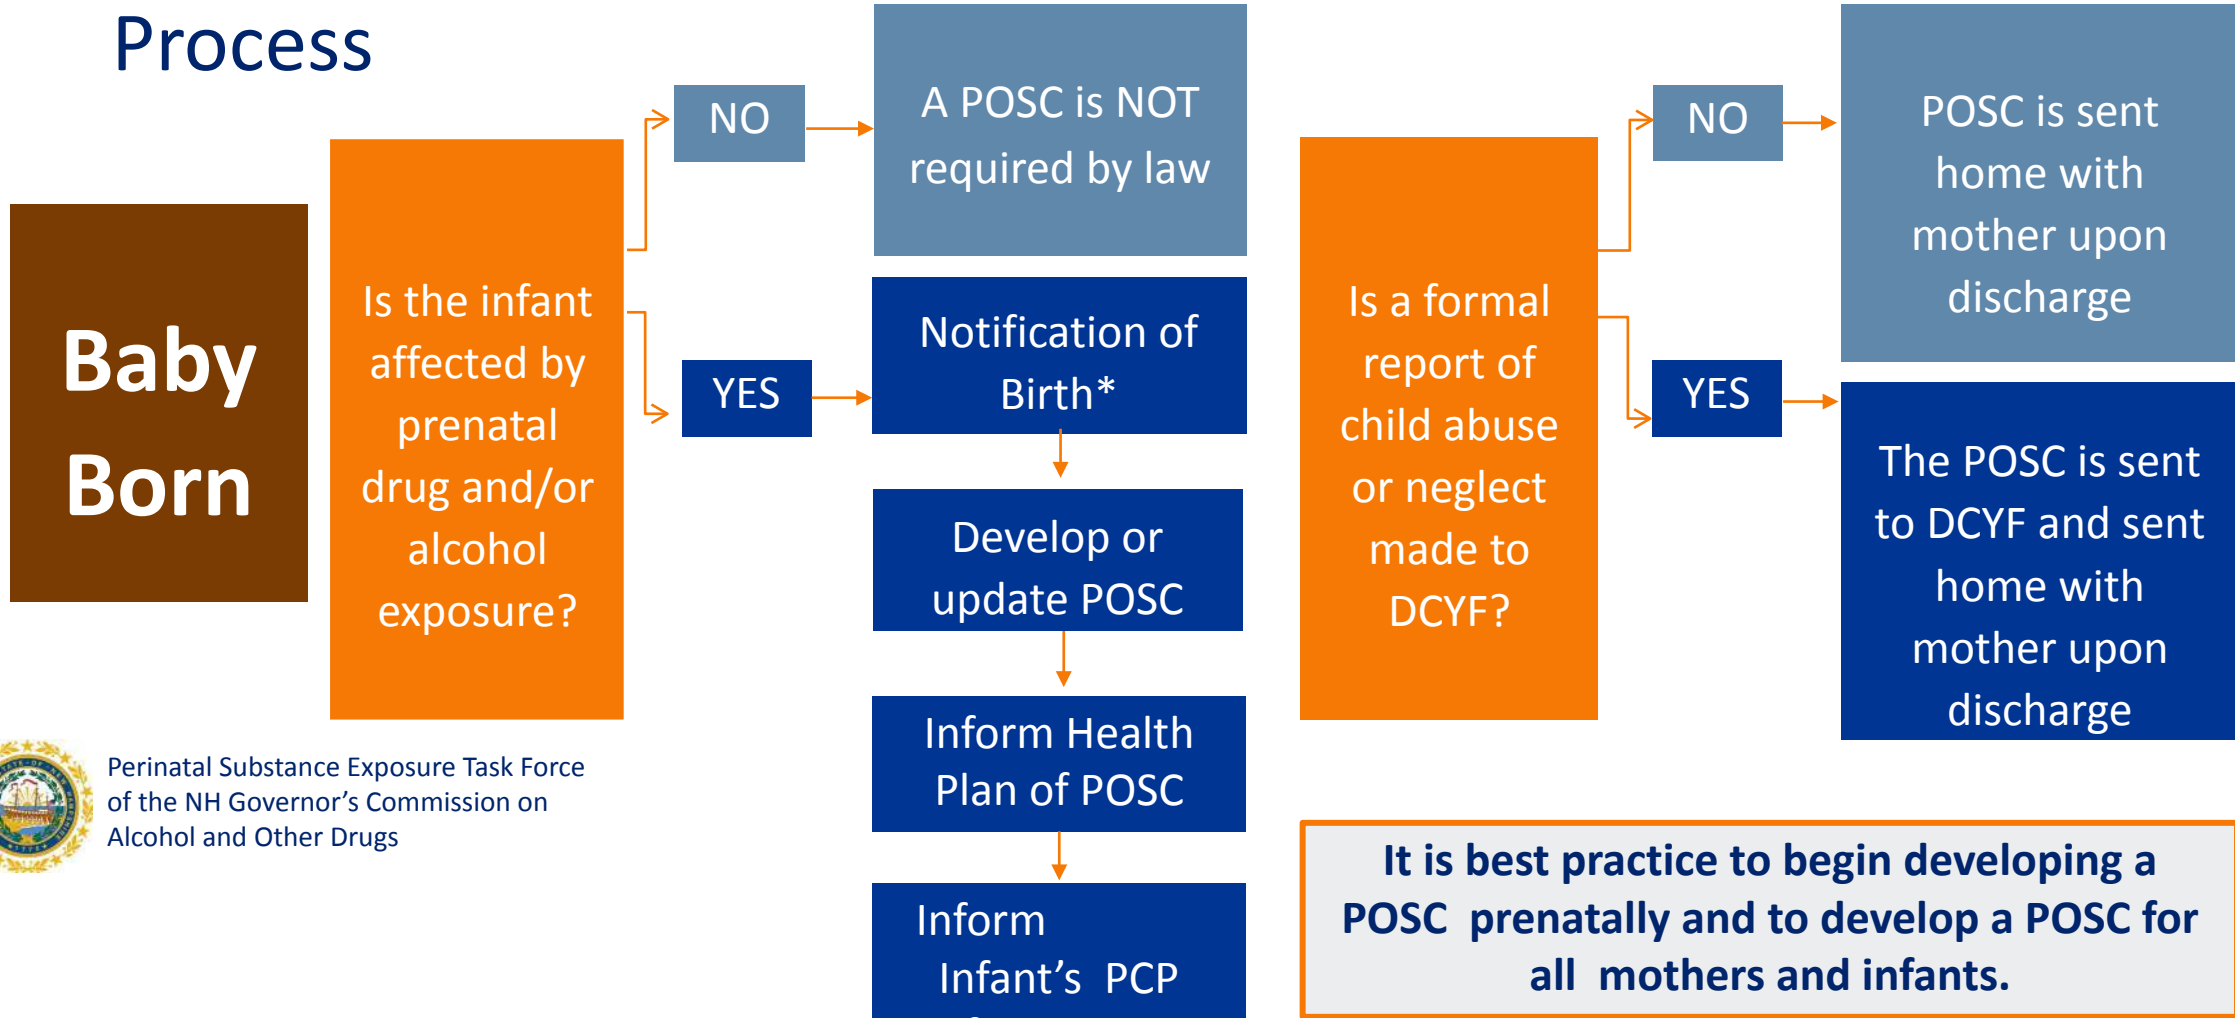 Process
Baby
Born
Is the infant
affected by
prenatal
drug and/or
alcohol
exposure?
NO
A POSC is NOT
required by law
YES
Notification of
Birth*
Develop or
update POSC
Inform Health
Plan of POSC
Inform
Infant’s PCP
Is a formal
report of
child abuse
or neglect
made to
DCYF?
NO
POSC is sent
home with
mother upon
discharge
YES
The POSC is sent
to DCYF and sent
home with
mother upon
discharge
Perinatal Substance Exposure Task Force
of the NH Governor’s Commission on
Alcohol and Other Drugs
It is best practice to begin developing a
POSC prenatally and to develop a POSC for
all mothers and infants.